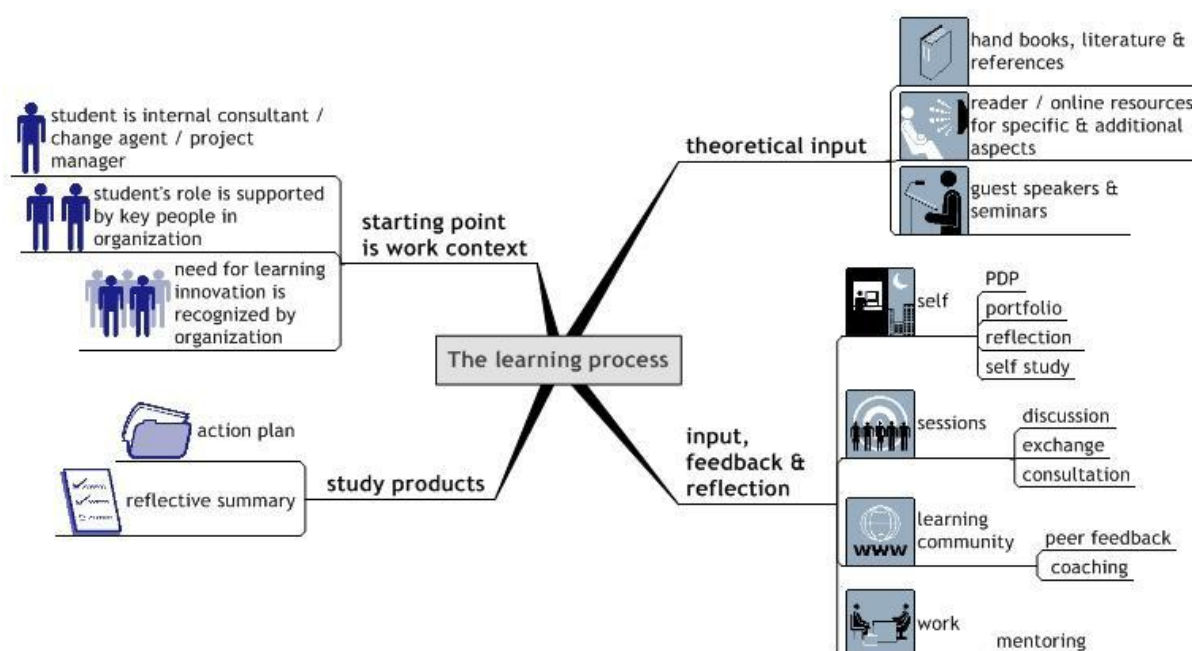 hand books, literature &
references
reader / online resources
for specific & additional
aspects
guest speakers &
seminars
theoretical input
student is internal consultant /
change agent / project
manager
student's role is supported
by key people in
organization
need for learning
innovation is
recognized by
organization
starting point
is work context
The learning process
action plan
reflective summary
study products
input,
feedback &
reflection
self
PDP
portfolio
reflection
self study
sessions
discussion
exchange
consultation
WWW
learning
community
peer feedback
coaching
work
mentoring